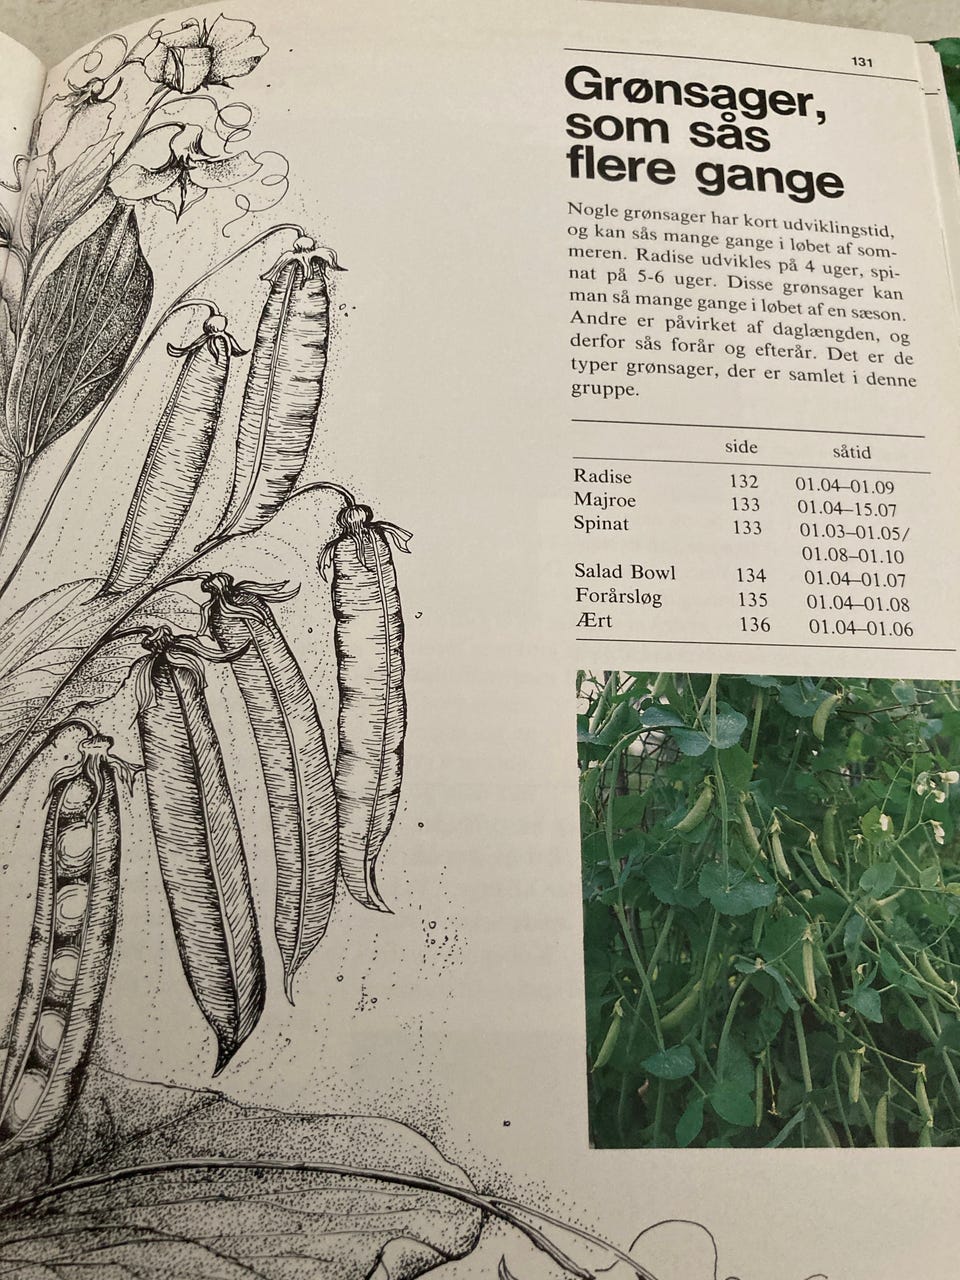 131
Grønsager,
som sås
flere gange
Nogle grønsager har kort udviklingstid,
og kan sås mange gange i løbet af som-
meren. Radise udvikles på 4 uger, spi-
nat på 5-6 uger. Disse grønsager kan
man så mange gange i løbet af en sæson.
Andre er påvirket af daglængden, og
derfor sås forår og efterår. Det er de
typer grønsager, der er samlet i denne
gruppe.
side såtid
Radise 132 01.04–01.09
Majroe 133 01.04–15.07
Spinat 133 01.03–01.05/
01.08–01.10
Salad Bowl 134 01.04–01.07
Forårsløg 135 01.04–01.08
Ært 136 01.04–01.06